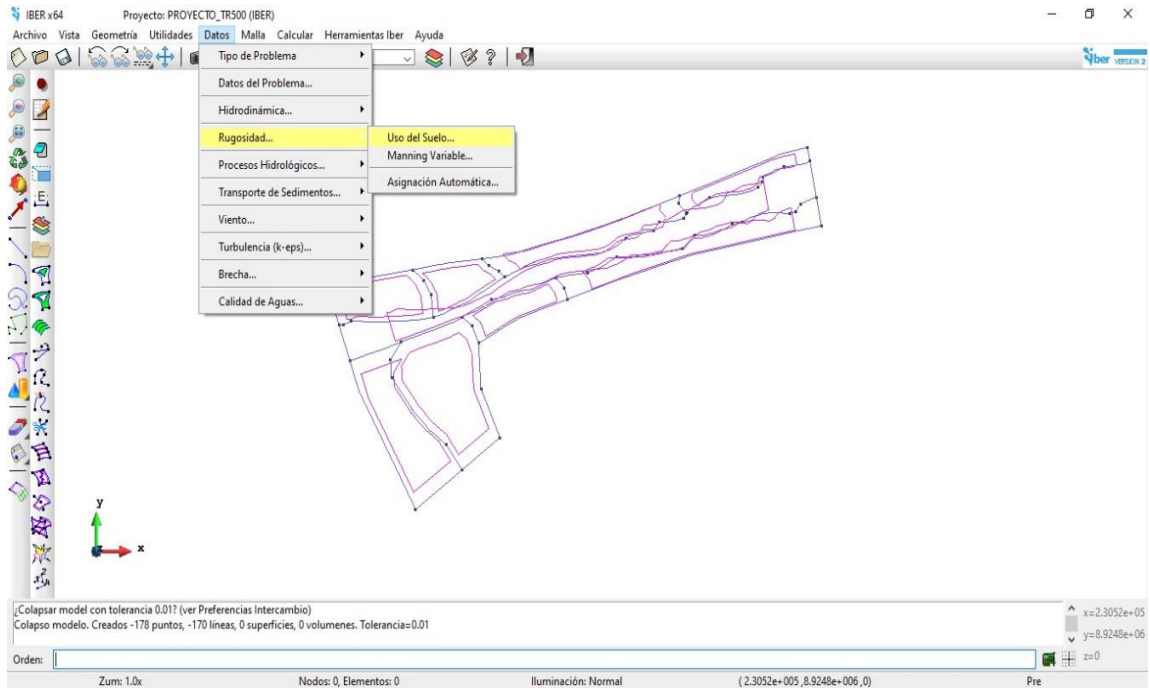 IBER x64 Proyecto: PROYECTO_TR500 (IBER)
Archivo Vista Geometría Utilidades Datos Malla Calcular Herramientas Iber Ayuda
Iber VERSION 2
Tipo de Problema
Datos del Problema...
Hidrodinámica...
Rugosidad...
Procesos Hidrológicos...
Transporte de Sedimentos...
Viento...
Turbulencia (k-eps)...
Brecha...
Calidad de Aguas...
Uso del Suelo...
Manning Variable...
Asignación Automática...
y
x
¿Colapsar model con tolerancia 0.01? (ver Preferencias Intercambio)
Colapso modelo. Creados -178 puntos, -170 líneas, 0 superficies, 0 volumenes. Tolerancia=0.01
x=2.3052e+05
y=8.9248e+06
z=0
Orden:
Zum: 1.0x Nodos: 0, Elementos: 0 Iluminación: Normal (2.3052e+005 ,8.9248e+006 ,0) Pre